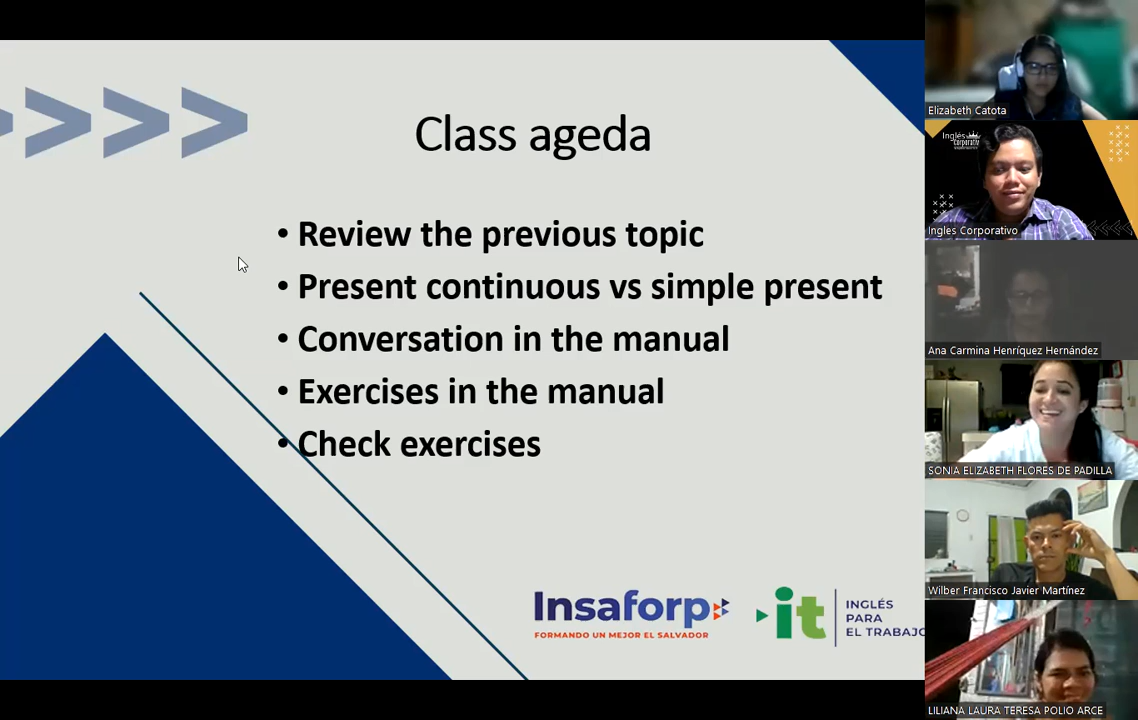 Class ageda
• Review the previous topic
• Present continuous vs simple present
• Conversation in the manual
• Exercises in the manual
• Check exercises
Insaforp
FORMANDO UN MEJOR EL SALVADOR
it
INGLÉS
PARA
EL TRABAJO
Elizabeth Catota
Inglés
Corporativo
Ingles Corporativo
Ana Carmina Henríquez Hernández
SONIA ELIZABETH FLORES DE PADILLA
Wilber Francisco Javier Martínez
LILIANA LAURA TERESA POLIO ARCE